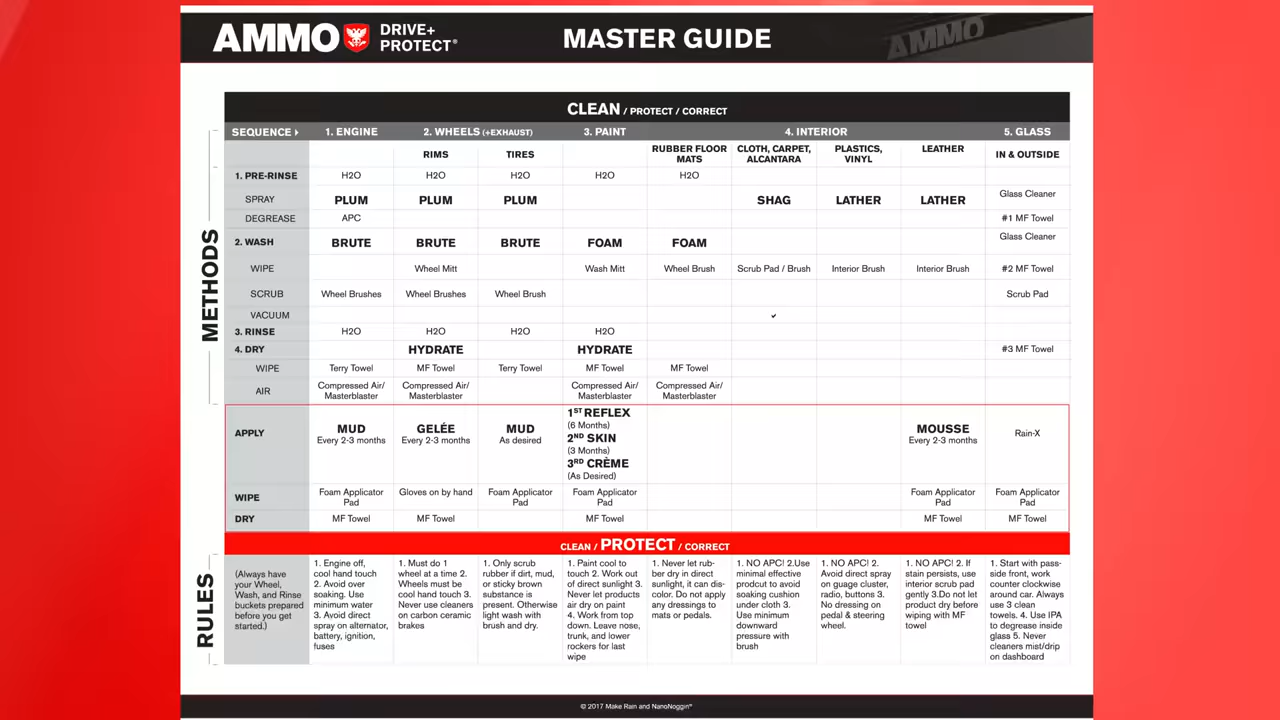 AMMO DRIVE+ PROTECT® MASTER GUIDE AMMO
CLEAN / PROTECT / CORRECT
SEQUENCE 1. ENGINE 2. WHEELS (+EXHAUST) 3. PAINT 4. INTERIOR 5. GLASS
RIMS TIRES RUBBER FLOOR MATS CLOTH, CARPET, ALCANTARA PLASTICS, VINYL LEATHER IN & OUTSIDE
METHODS
1. PRE-RINSE H2O H2O H2O H2O H2O
SPRAY PLUM PLUM PLUM SHAG LATHER LATHER Glass Cleaner
DEGREASE APC #1 MF Towel
2. WASH BRUTE BRUTE BRUTE FOAM FOAM Glass Cleaner
WIPE Wheel Mitt Wash Mitt Wheel Brush Scrub Pad / Brush Interior Brush Interior Brush #2 MF Towel
SCRUB Wheel Brushes Wheel Brushes Wheel Brush Scrub Pad
VACUUM ✓
3. RINSE H2O H2O H2O H2O
4. DRY HYDRATE HYDRATE #3 MF Towel
WIPE Terry Towel MF Towel Terry Towel MF Towel MF Towel
AIR Compressed Air/ Masterblaster Compressed Air/ Masterblaster Compressed Air/ Masterblaster Compressed Air/ Masterblaster
APPLY MUD Every 2-3 months GELÉE Every 2-3 months MUD As desired 1ST REFLEX (6 Months) 2ND SKIN (3 Months) 3RD CRÈME (As Desired) MOUSSE Every 2-3 months Rain-X
WIPE Foam Applicator Pad Gloves on by hand Foam Applicator Pad Foam Applicator Pad Foam Applicator Pad Foam Applicator Pad
DRY MF Towel MF Towel MF Towel MF Towel MF Towel
CLEAN / PROTECT / CORRECT
RULES
(Always have
your Wheel,
Wash, and Rinse
buckets prepared
before you get
started.)
1. Engine off,
cool hand touch
2. Avoid over
soaking. Use
minimum water
3. Avoid direct
spray on alternator,
battery, ignition,
fuses
1. Must do 1
wheel at a time 2.
Wheels must be
cool hand touch 3.
Never use cleaners
on carbon ceramic
brakes
1. Only scrub
rubber if dirt, mud,
or sticky brown
substance is
present. Otherwise
light wash with
brush and dry.
1. Paint cool to
touch 2. Work out
of direct sunlight 3.
Never let products
air dry on paint
4. Work from top
down. Leave nose,
trunk, and lower
rockers for last
wipe
1. Never let rub-
ber dry in direct
sunlight, it can dis-
color. Do not apply
any dressings to
mats or pedals.
1. NO APC! 2.Use
minimal effective
prodcut to avoid
soaking cushion
under cloth 3.
Use minimum
downward
pressure with
brush
1. NO APC! 2.
Avoid direct spray
on guage cluster,
radio, buttons 3.
No dressing on
pedal & steering
wheel.
1. NO APC! 2. If
stain persists, use
interior scrub pad
gently 3.Do not let
product dry before
wiping with MF
towel
1. Start with pass-
side front, work
counter clockwise
around car. Always
use 3 clean
towels. 4. Use IPA
to degrease inside
glass 5. Never
cleaners mist/drip
on dashboard
© 2017 Make Rain and NanoNoggin®